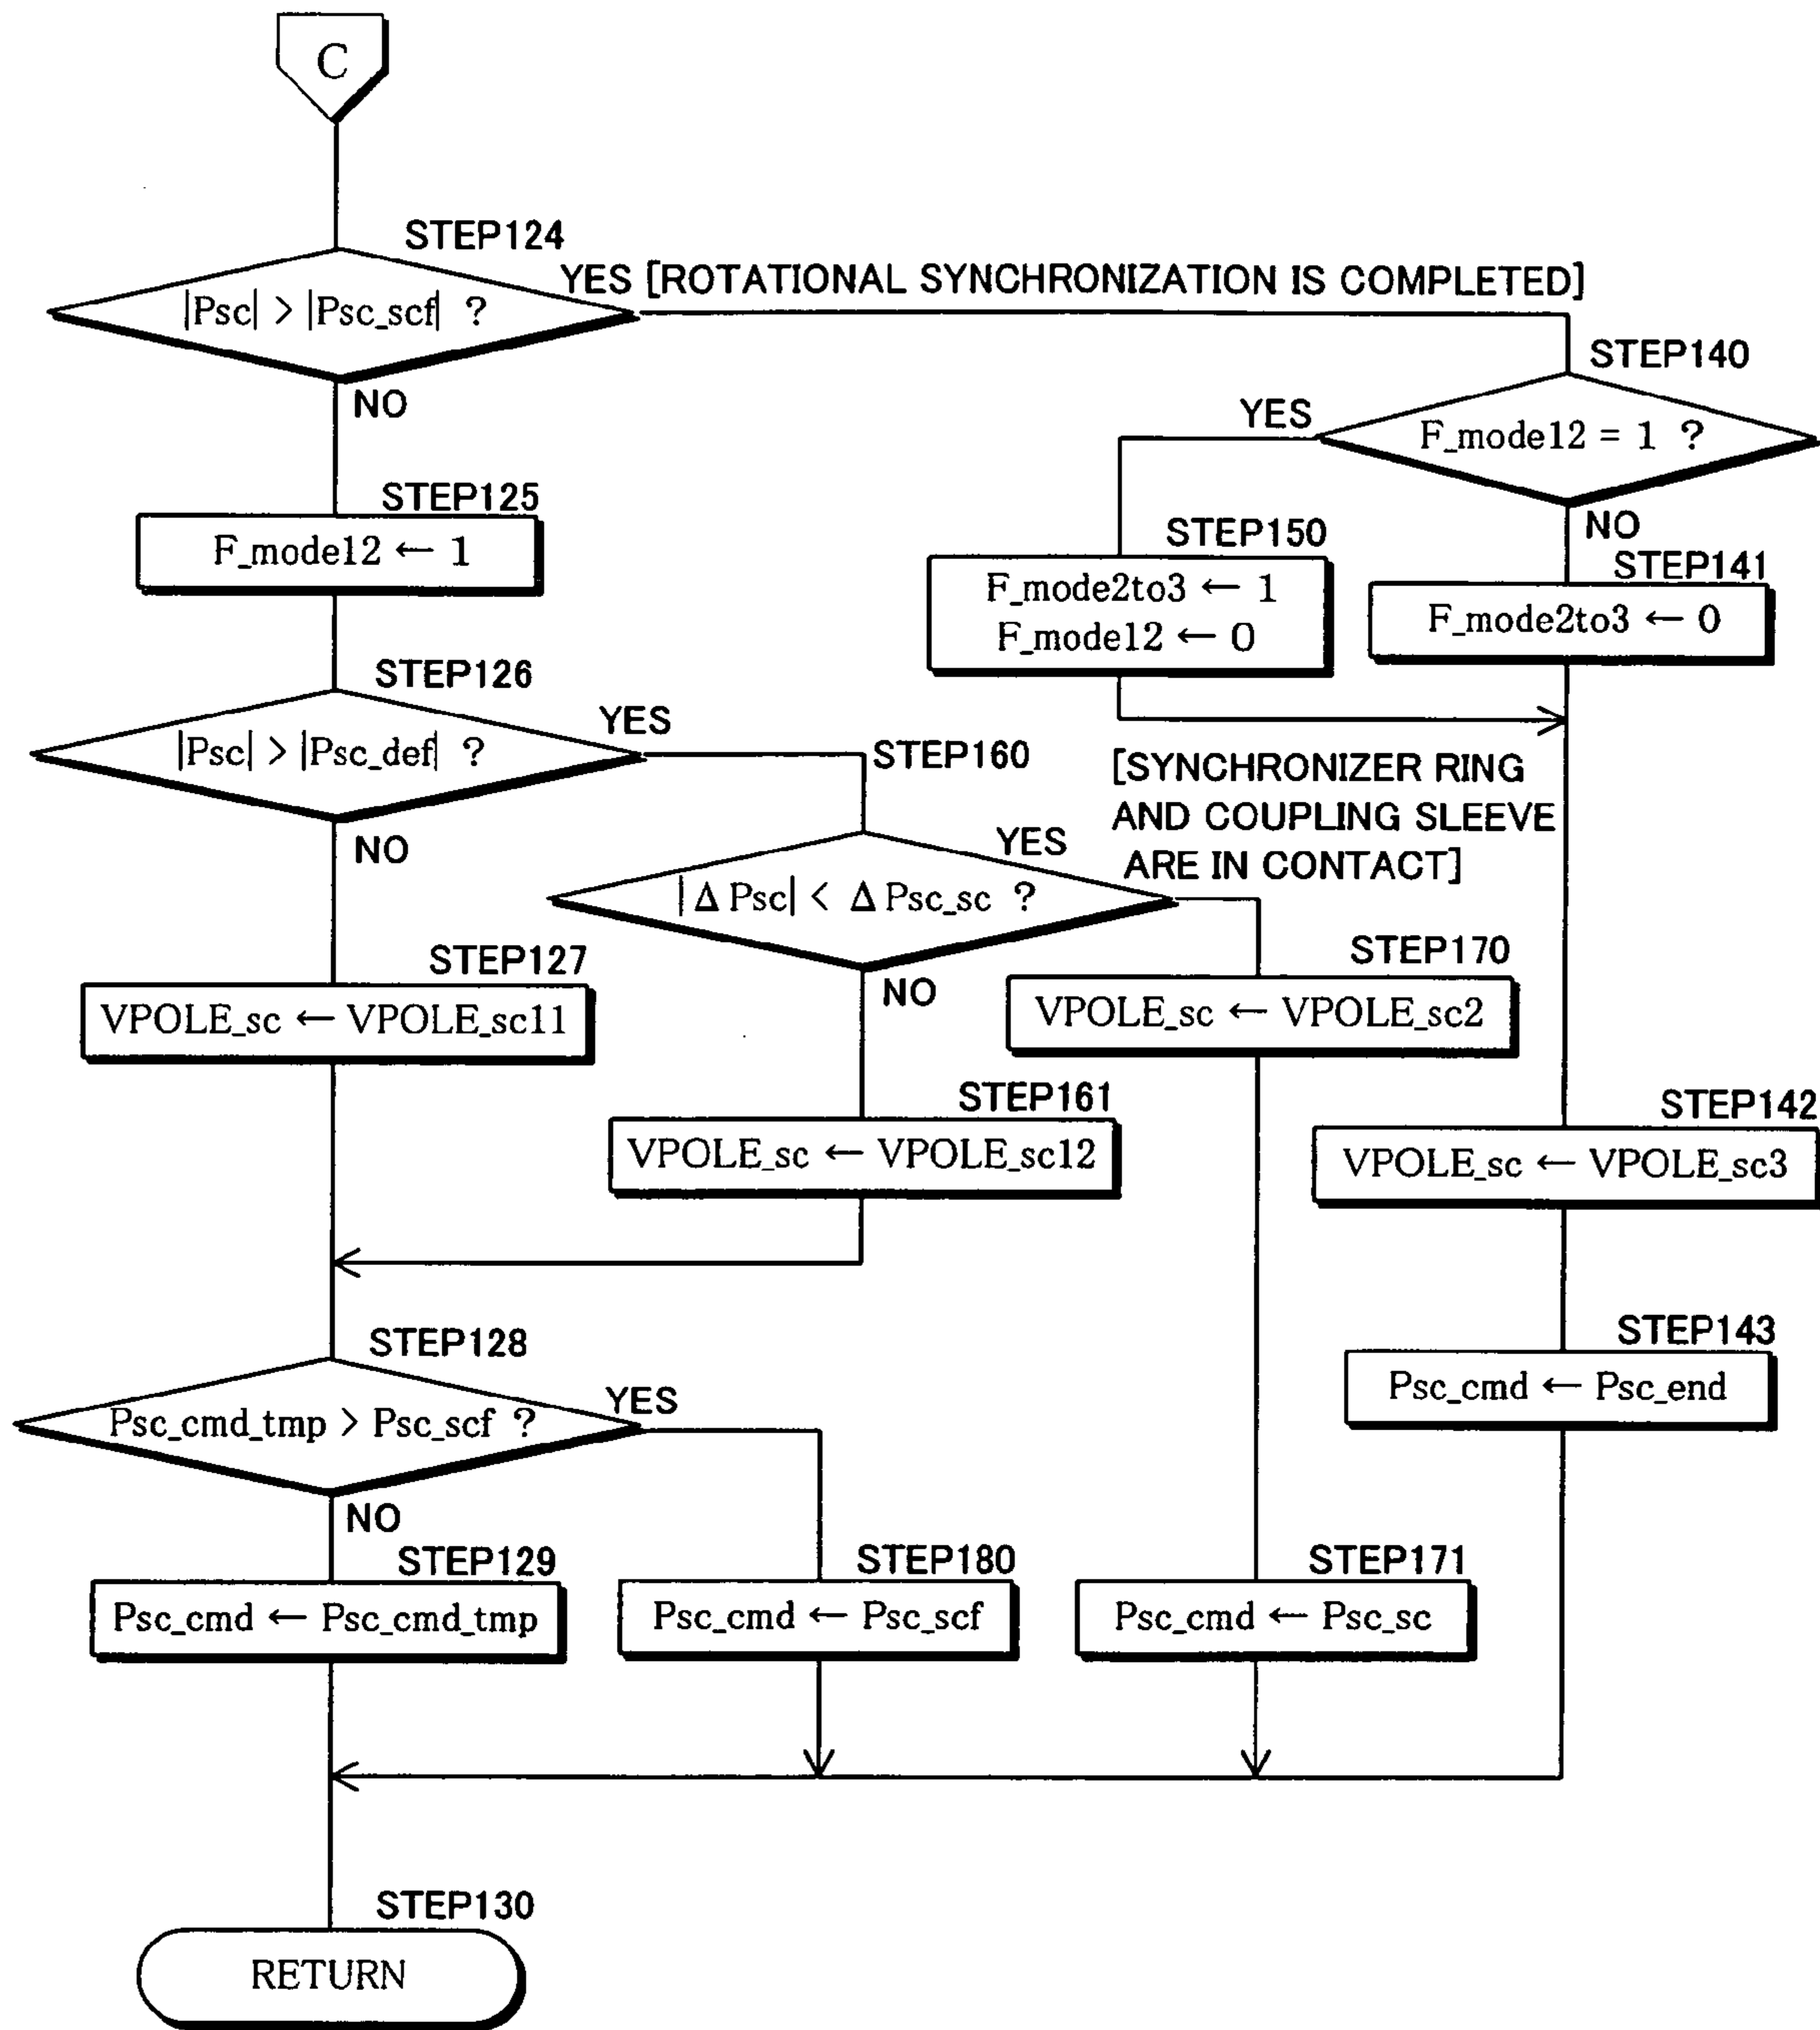 C
STEP124
|Psc| > |Psc_scf| ?
YES [ROTATIONAL SYNCHRONIZATION IS COMPLETED]
NO
STEP140
F_mode12 = 1 ?
YES
NO
STEP125
F_mode12 ← 1
STEP150
F_mode2to3 ← 1
F_mode12 ← 0
STEP141
F_mode2to3 ← 0
STEP126
|Psc| > |Psc_def| ?
YES
NO
STEP160
|Δ Psc| < Δ Psc_sc ?
YES
[SYNCHRONIZER RING
AND COUPLING SLEEVE
ARE IN CONTACT]
NO
STEP127
VPOLE_sc ← VPOLE_sc11
STEP170
VPOLE_sc ← VPOLE_sc2
STEP161
VPOLE_sc ← VPOLE_sc12
STEP142
VPOLE_sc ← VPOLE_sc3
STEP128
Psc_cmd_tmp > Psc_scf ?
YES
NO
STEP143
Psc_cmd ← Psc_end
STEP129
Psc_cmd ← Psc_cmd_tmp
STEP180
Psc_cmd ← Psc_scf
STEP171
Psc_cmd ← Psc_sc
STEP130
RETURN